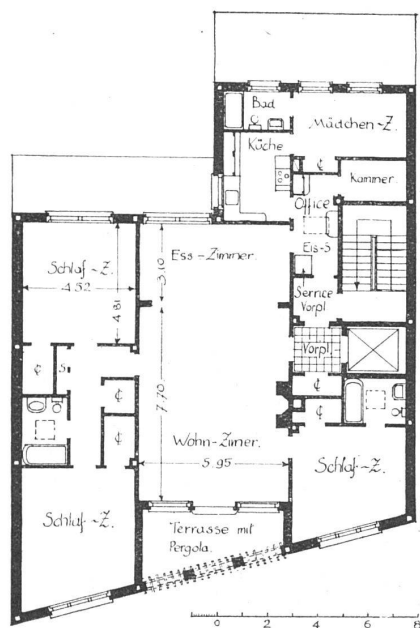 Bad
Mädchen-Z.
Küche
₵
Kammer
Office
Ess-Zimmer.
Schlaf-Z.
4.52
4.81
3.10
Eis-S
Service
Vorpl
Vorpl.
₵
S
₵
₵
₵
₵
7.70
Wohn-Zimer.
5.95
Schlaf-Z.
Schlaf-Z.
Terrasse mit
Pergola.
0 2 4 6 8